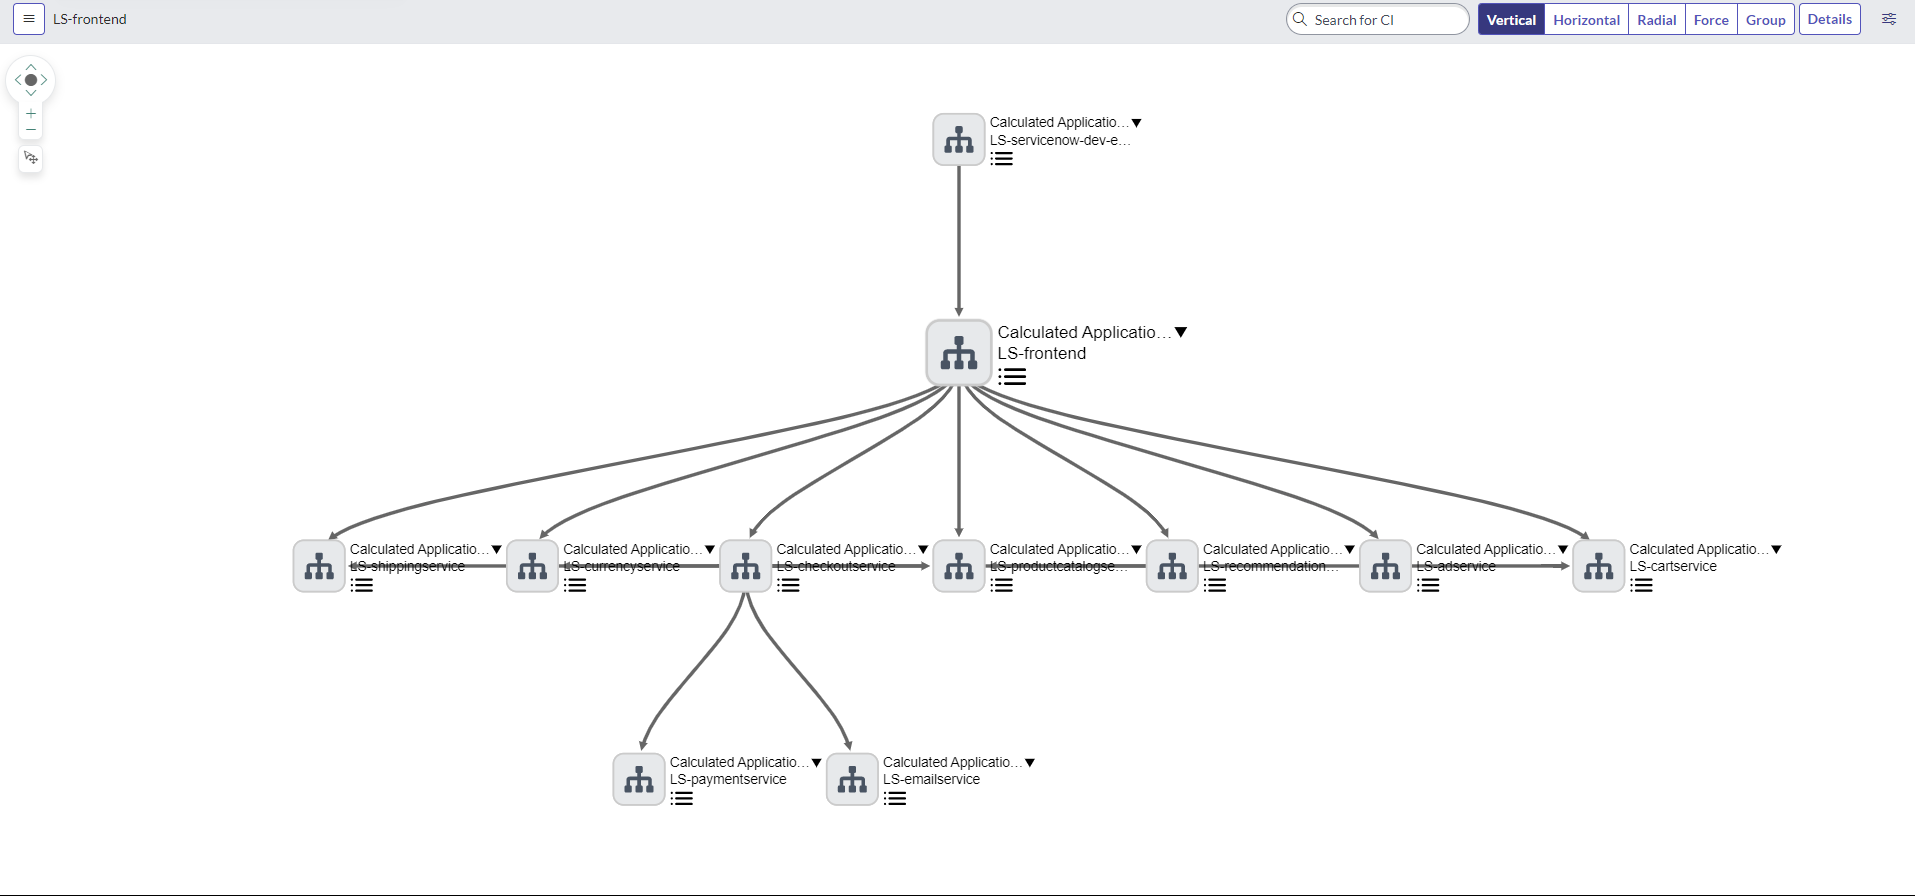 LS-frontend
Search for CI
Vertical
Horizontal
Radial
Force
Group
Details
Calculated Applicatio...
LS-servicenow-dev-e...
Calculated Applicatio...
LS-frontend
Calculated Applicatio...
LS-shippingservice
Calculated Applicatio...
LS-currencyservice
Calculated Applicatio...
LS-checkoutservice
Calculated Applicatio...
LS-productcatalogse...
Calculated Applicatio...
LS-recommendation...
Calculated Applicatio...
LS-adservice
Calculated Applicatio...
LS-cartservice
Calculated Applicatio...
LS-paymentservice
Calculated Applicatio...
LS-emailservice